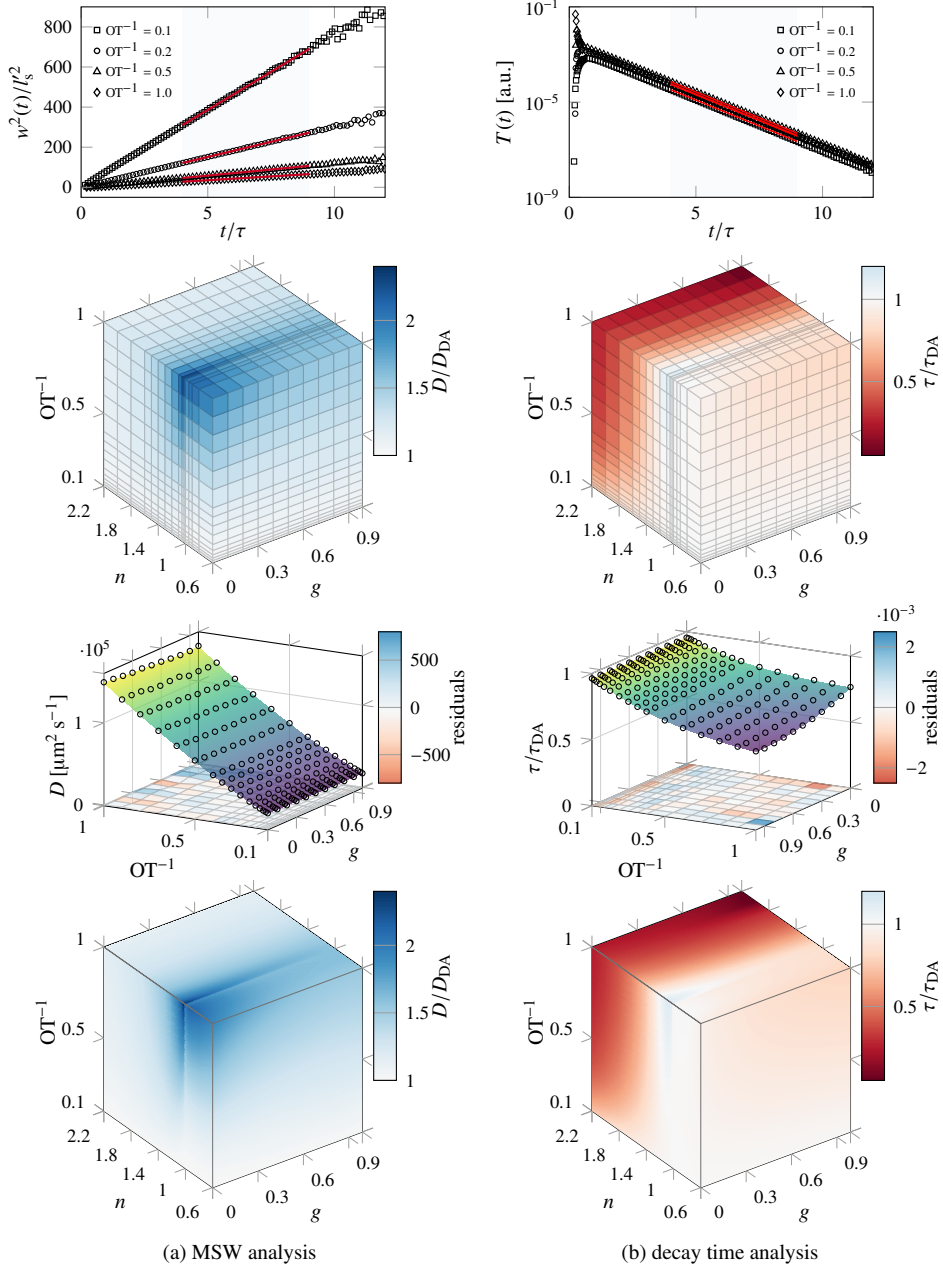 800
600
400
200
0
w²(t)/l′ₛ²
OT⁻¹ = 0.1
OT⁻¹ = 0.2
OT⁻¹ = 0.5
OT⁻¹ = 1.0
0 5 10
t/τ
10⁻¹
10⁻⁵
10⁻⁹
T(t) [a.u.]
OT⁻¹ = 0.1
OT⁻¹ = 0.2
OT⁻¹ = 0.5
OT⁻¹ = 1.0
0 5 10
t/τ
1
0.5
0.1
OT⁻¹
2.2
1.8
1.4
1
0.6
n
0
0.3
0.6
0.9
g
2
1.5
1
D/D_DA
1
0.5
0.1
OT⁻¹
2.2
1.8
1.4
1
0.6
n
0
0.3
0.6
0.9
g
1
0.5
τ/τ_DA
·10⁵
1
0
D [µm² s⁻¹]
1
0.5
0.1
OT⁻¹
0
0.3
0.6
0.9
g
500
0
−500
residuals
1
0.5
0
τ/τ_DA
0.1
0.5
1
OT⁻¹
0.9
0.6
0.3
0
g
·10⁻³
2
0
−2
residuals
1
0.5
0.1
OT⁻¹
2.2
1.8
1.4
1
0.6
n
0
0.3
0.6
0.9
g
2
1.5
1
D/D_DA
1
0.5
0.1
OT⁻¹
2.2
1.8
1.4
1
0.6
n
0
0.3
0.6
0.9
g
1
0.5
τ/τ_DA
(a) MSW analysis
(b) decay time analysis